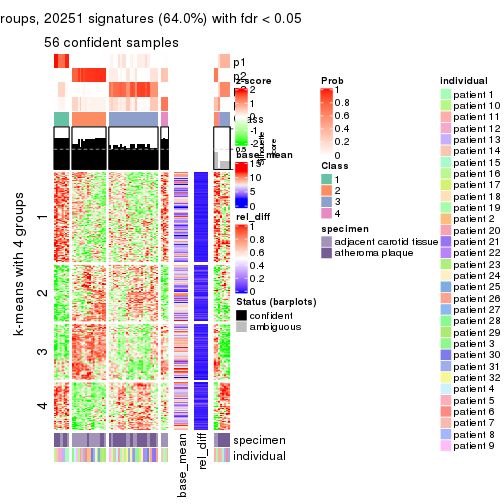 roups, 20251 signatures (64.0%) with fdr < 0.05
56 confident samples
p1
p2
z-score
2
1
0
-1
-2
base_mean
15
10
5
0
rel_diff
1
0.8
0.6
0.4
0.2
0
Status (barplots)
confident
ambiguous
Prob
1
0.8
0.6
0.4
0.2
0
Class
1
2
3
4
specimen
adjacent carotid tissue
atheroma plaque
individual
patient 1
patient 10
patient 11
patient 12
patient 13
patient 14
patient 15
patient 16
patient 17
patient 18
patient 19
patient 2
patient 20
patient 21
patient 22
patient 23
patient 24
patient 25
patient 26
patient 27
patient 28
patient 29
patient 3
patient 30
patient 31
patient 32
patient 4
patient 5
patient 6
patient 7
patient 8
patient 9
k-means with 4 groups
1
2
3
4
specimen
individual
base_mean
rel_diff